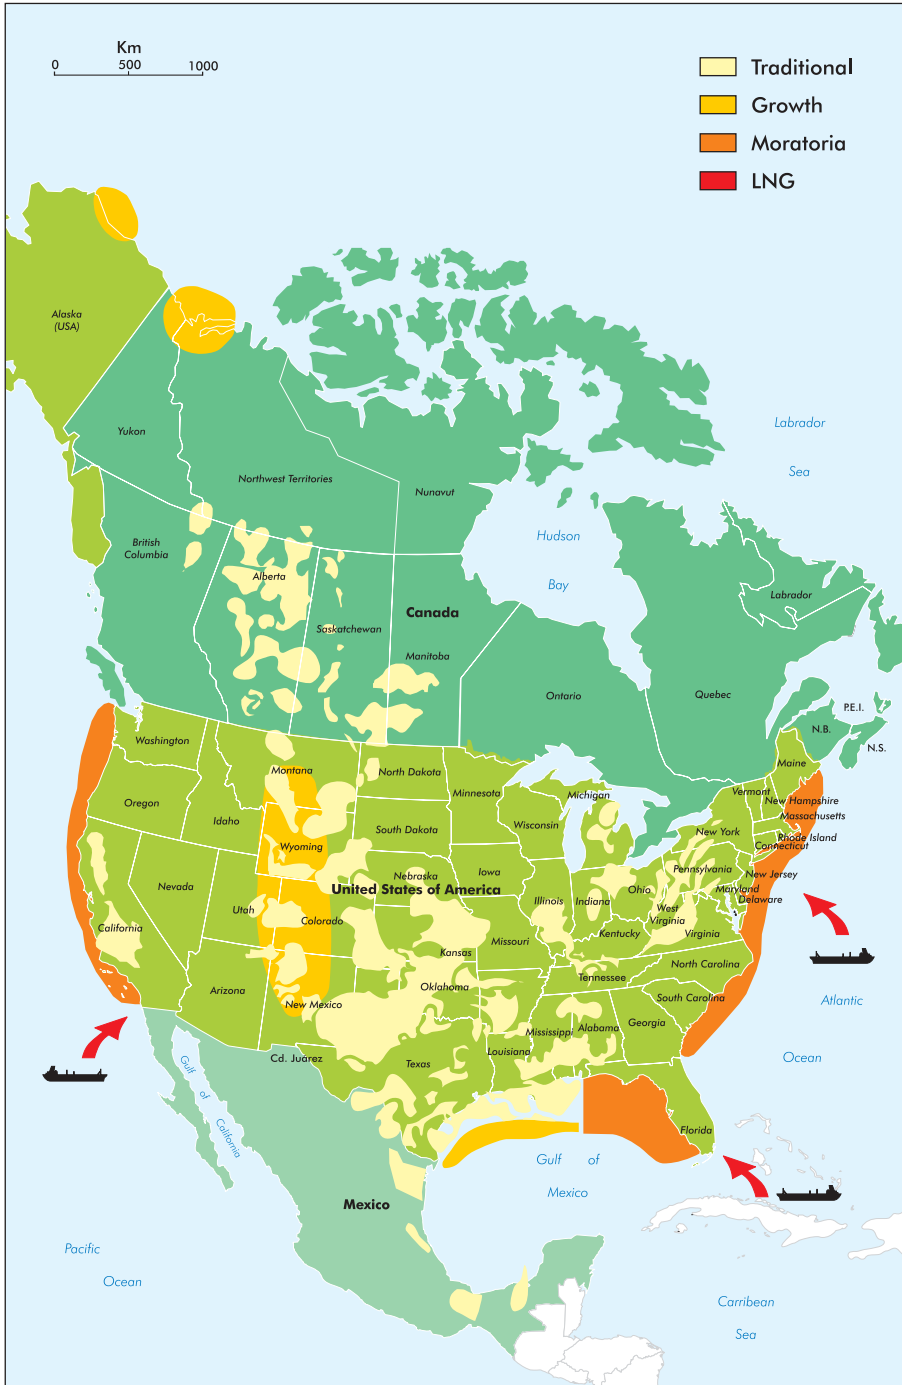 Km
0 500 1000
Traditional
Growth
Moratoria
LNG
Alaska
(USA)
Yukon
Northwest Territories
Nunavut
British
Columbia
Alberta
Saskatchewan
Canada
Manitoba
Ontario
Quebec
Labrador
Labrador
Sea
Hudson
Bay
P.E.I.
N.B.
N.S.
Washington
Oregon
Idaho
Montana
Wyoming
North Dakota
South Dakota
Minnesota
Wisconsin
Michigan
Maine
Vermont
New Hampshire
Massachusetts
Rhode Island
Connecticut
New York
Pennsylvania
New Jersey
Maryland
Delaware
Nebraska
United States of America
Iowa
Illinois
Indiana
Ohio
West
Virginia
Virginia
Kentucky
Nevada
Utah
Colorado
California
Kansas
Missouri
Tennessee
North Carolina
South Carolina
Arizona
New Mexico
Oklahoma
Mississippi
Alabama
Georgia
Louisiana
Texas
Cd. Juárez
Florida
Atlantic
Ocean
Gulf
of
California
Gulf of
Mexico
Mexico
Pacific
Ocean
Carribean
Sea